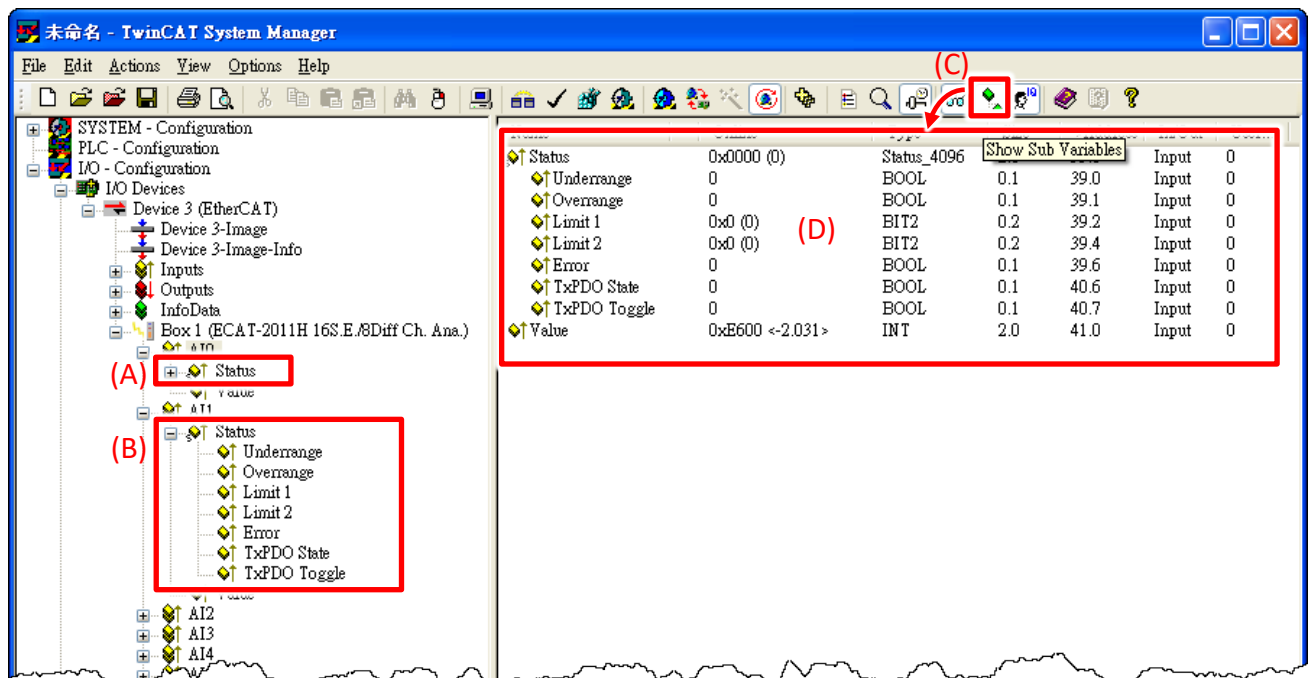 未命名 - TwinCAT System Manager
File Edit Actions View Options Help
(C)
SYSTEM - Configuration
PLC - Configuration
I/O - Configuration
I/O Devices
Device 3 (EtherCAT)
Device 3-Image
Device 3-Image-Info
Inputs
Outputs
InfoData
Box 1 (ECAT-2011H 16S.E./8Diff Ch. Ana.)
AI0
(A) Status
Value
AI1
(B) Status
Underrange
Overrange
Limit 1
Limit 2
Error
TxPDO State
TxPDO Toggle
Value
AI2
AI3
AI4
Show Sub Variables
Status 0x0000 (0) Status_4096 Input 0
Underrange 0 BOOL 0.1 39.0 Input 0
Overrange 0 BOOL 0.1 39.1 Input 0
Limit 1 0x0 (0) BIT2 0.2 39.2 Input 0
(D)
Limit 2 0x0 (0) BIT2 0.2 39.4 Input 0
Error 0 BOOL 0.1 39.6 Input 0
TxPDO State 0 BOOL 0.1 40.6 Input 0
TxPDO Toggle 0 BOOL 0.1 40.7 Input 0
Value 0xE600 <-2.031> INT 2.0 41.0 Input 0